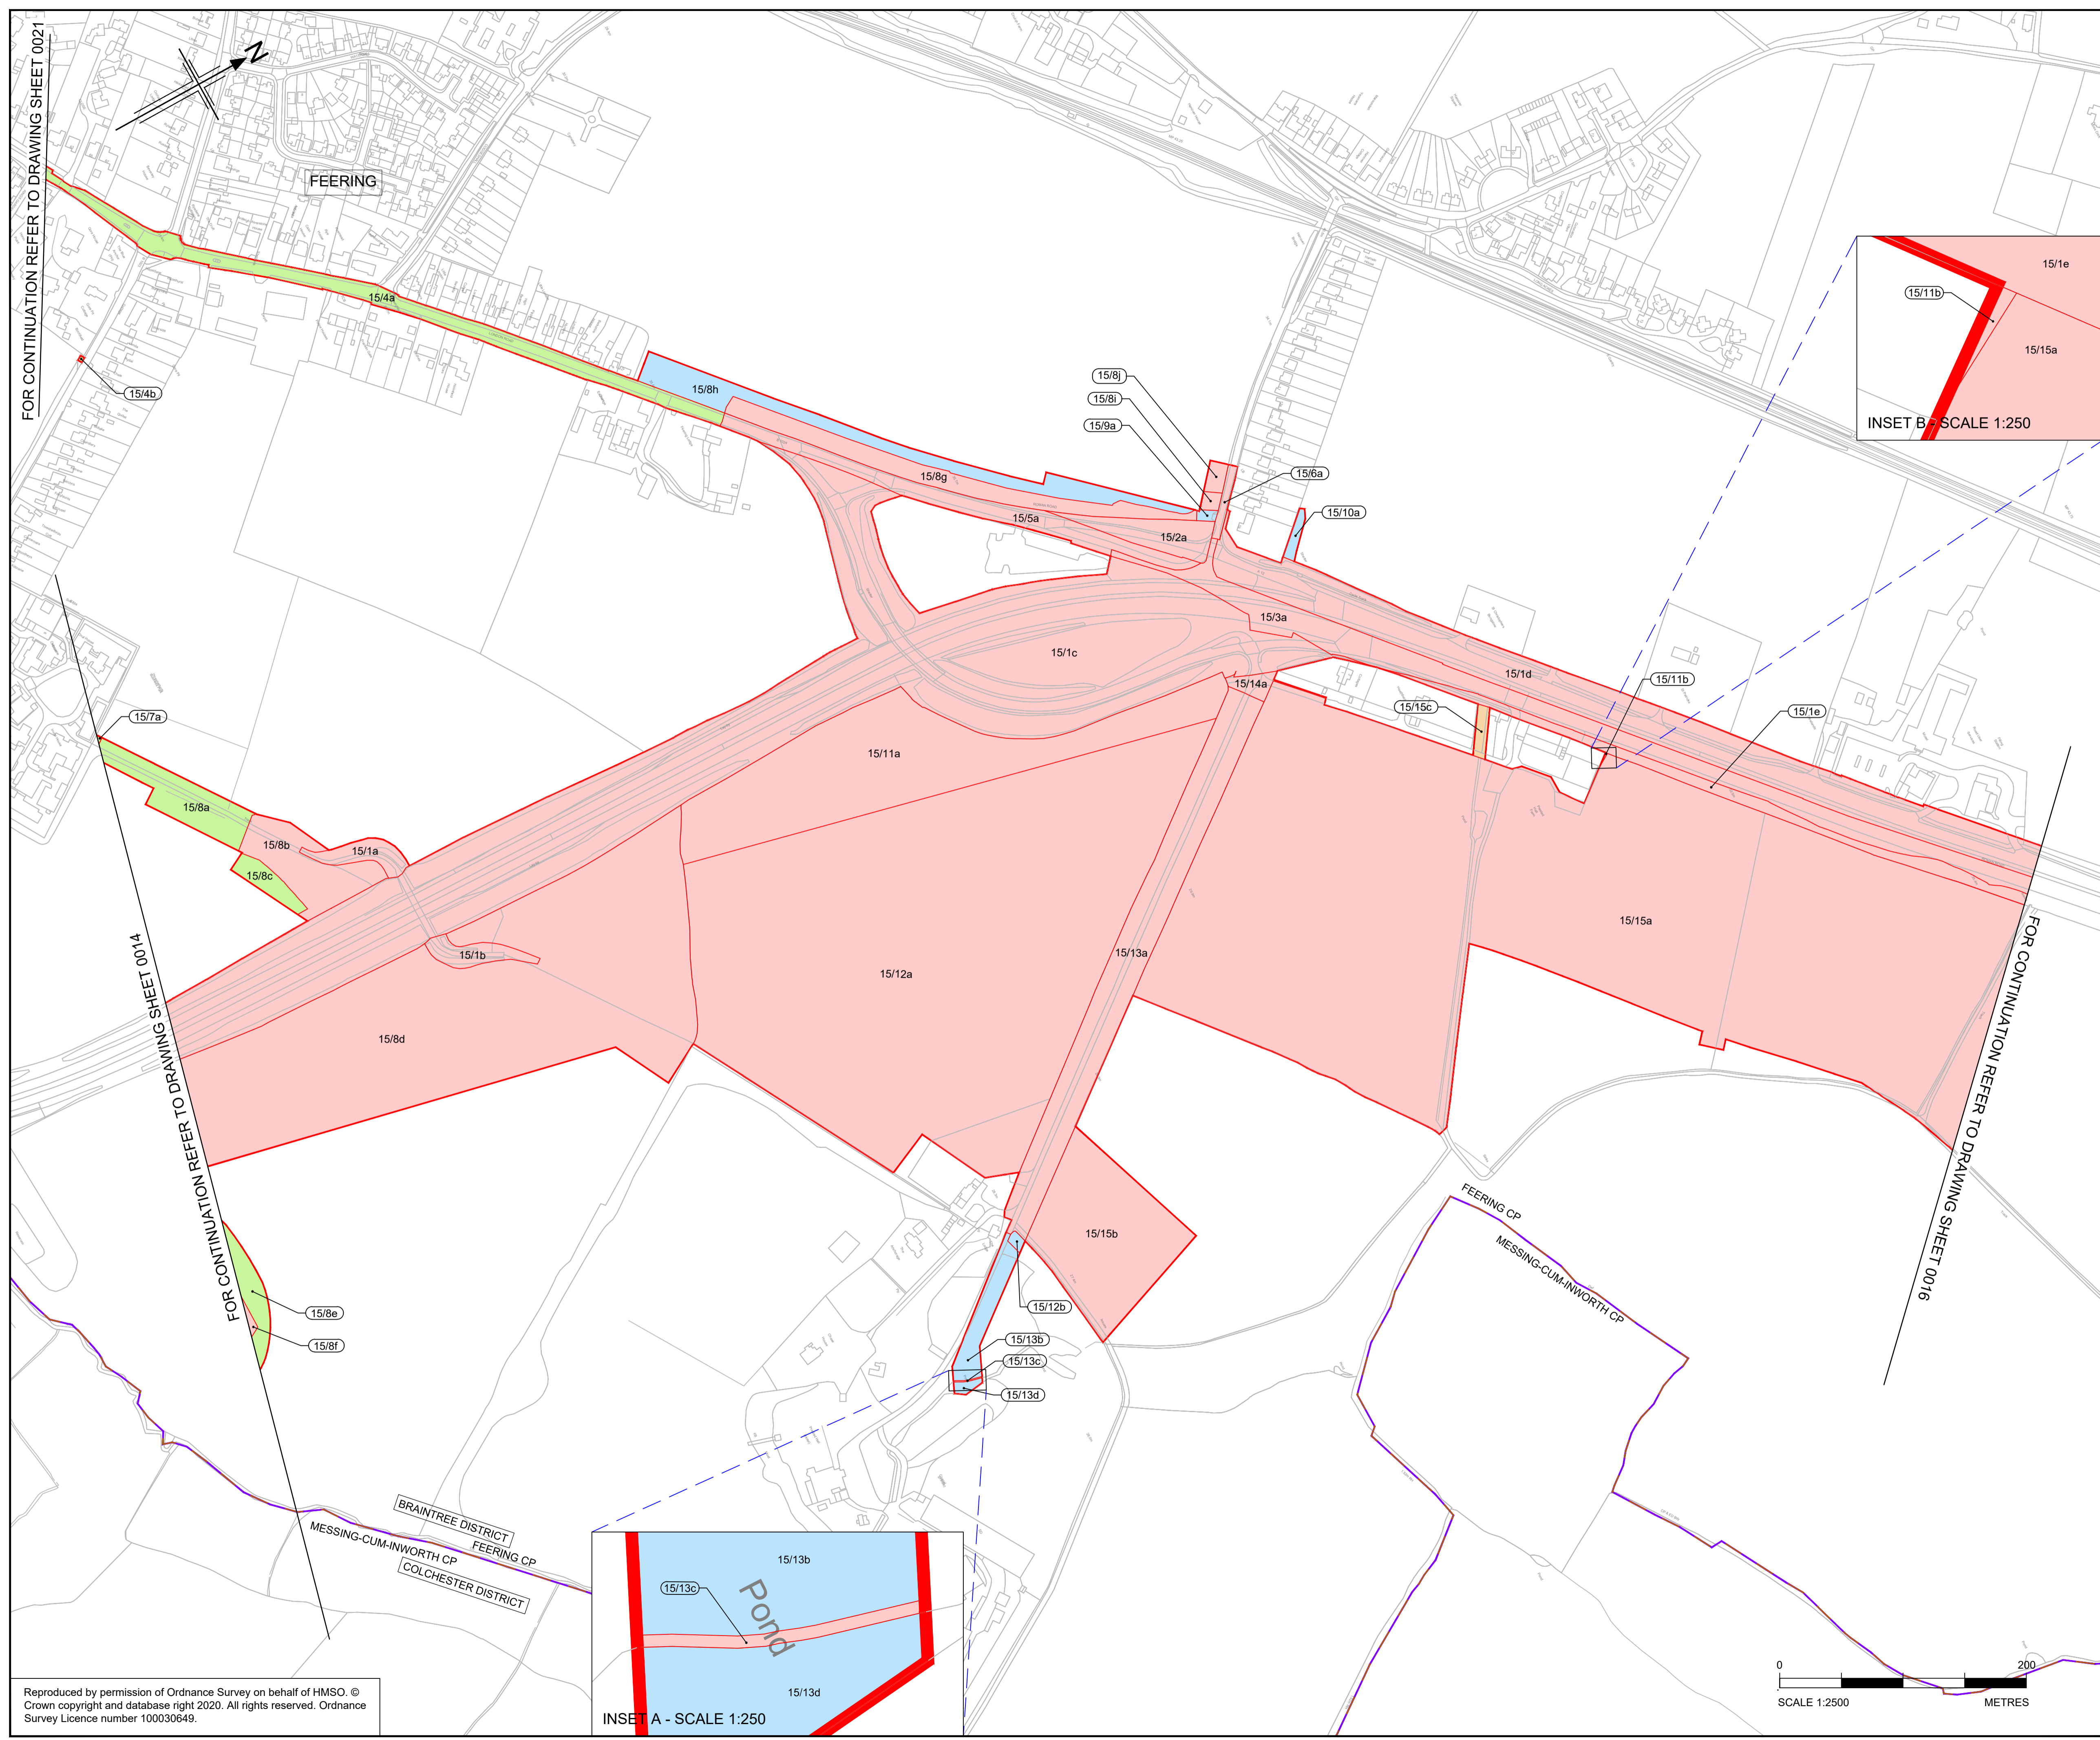 FOR CONTINUATION REFER TO DRAWING SHEET 0021
N
FEERING
15/4a
15/4b
15/8h
15/8j
15/8i
15/9a
15/6a
15/10a
15/8g
15/5a
15/2a
15/3a
15/1c
15/1d
15/14a
15/15c
15/11b
15/1e
15/1e
15/11b
15/15a
INSET B - SCALE 1:250
15/7a
15/11a
15/8a
15/8b
15/1a
15/8c
15/1b
15/12a
15/13a
15/15a
15/8d
FOR CONTINUATION REFER TO DRAWING SHEET 0014
FOR CONTINUATION REFER TO DRAWING SHEET 0016
15/15b
15/8e
15/8f
15/12b
15/13b
15/13c
15/13d
FEERING CP
MESSING-CUM-INWORTH CP
BRAINTREE DISTRICT
FEERING CP
MESSING-CUM-INWORTH CP
COLCHESTER DISTRICT
15/13b
15/13c
Pond
15/13d
INSET A - SCALE 1:250
0 200
SCALE 1:2500 METRES
Reproduced by permission of Ordnance Survey on behalf of HMSO. ©
Crown copyright and database right 2020. All rights reserved. Ordnance
Survey Licence number 100030649.